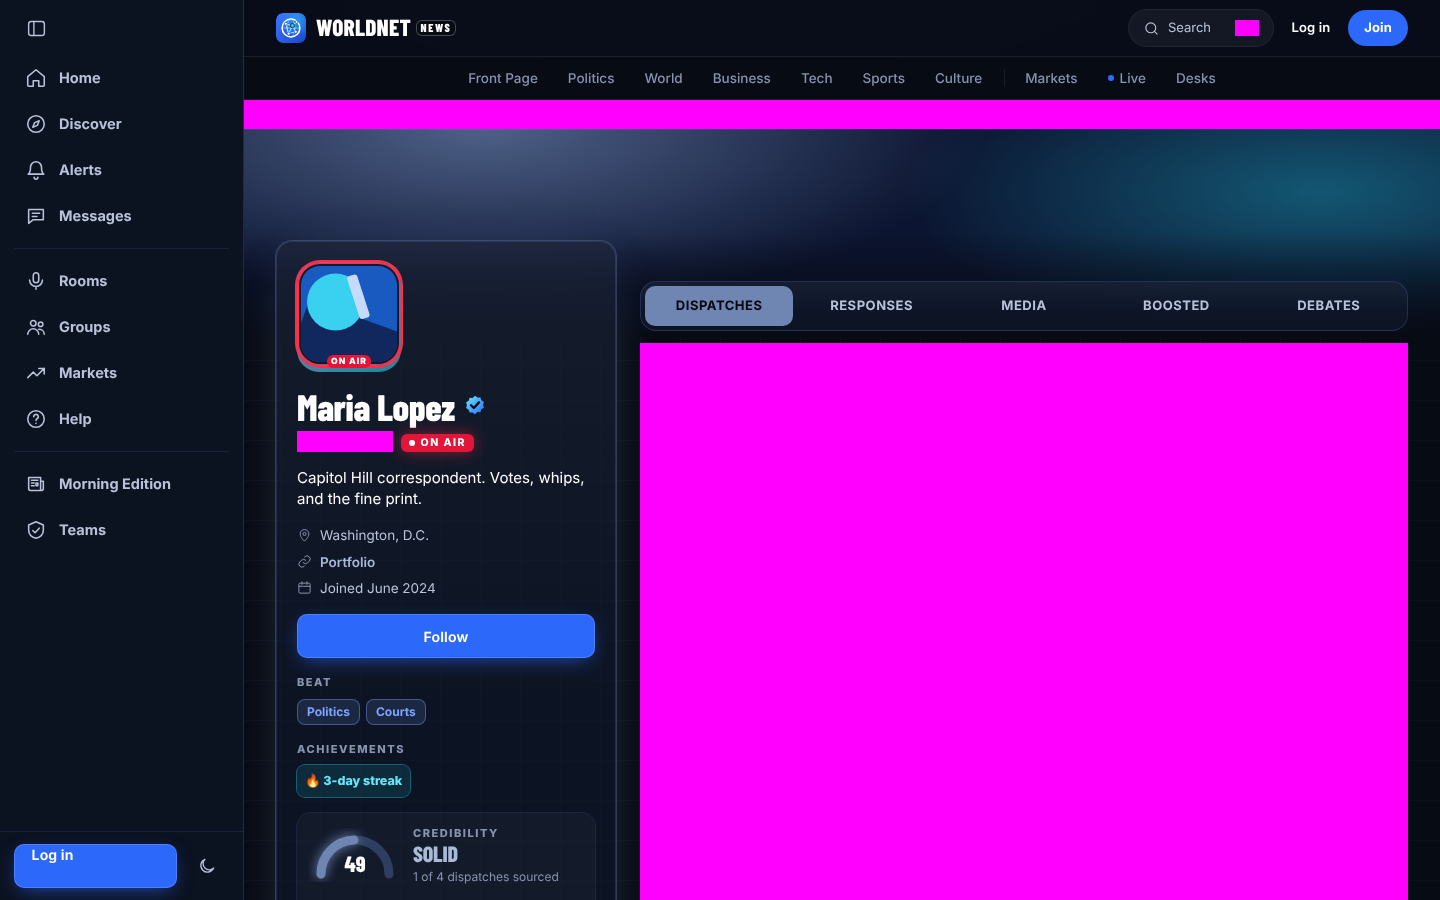 Home
Discover
Alerts
Messages
Rooms
Groups
Markets
Help
Morning Edition
Teams
Log in
WORLDNET NEWS
Search
Log in
Join
Front Page
Politics
World
Business
Tech
Sports
Culture
Markets
Live
Desks
ON AIR
Maria Lopez
ON AIR
Capitol Hill correspondent. Votes, whips,
and the fine print.
Washington, D.C.
Portfolio
Joined June 2024
Follow
BEAT
Politics
Courts
ACHIEVEMENTS
🔥 3-day streak
49
CREDIBILITY
SOLID
1 of 4 dispatches sourced
DISPATCHES
RESPONSES
MEDIA
BOOSTED
DEBATES